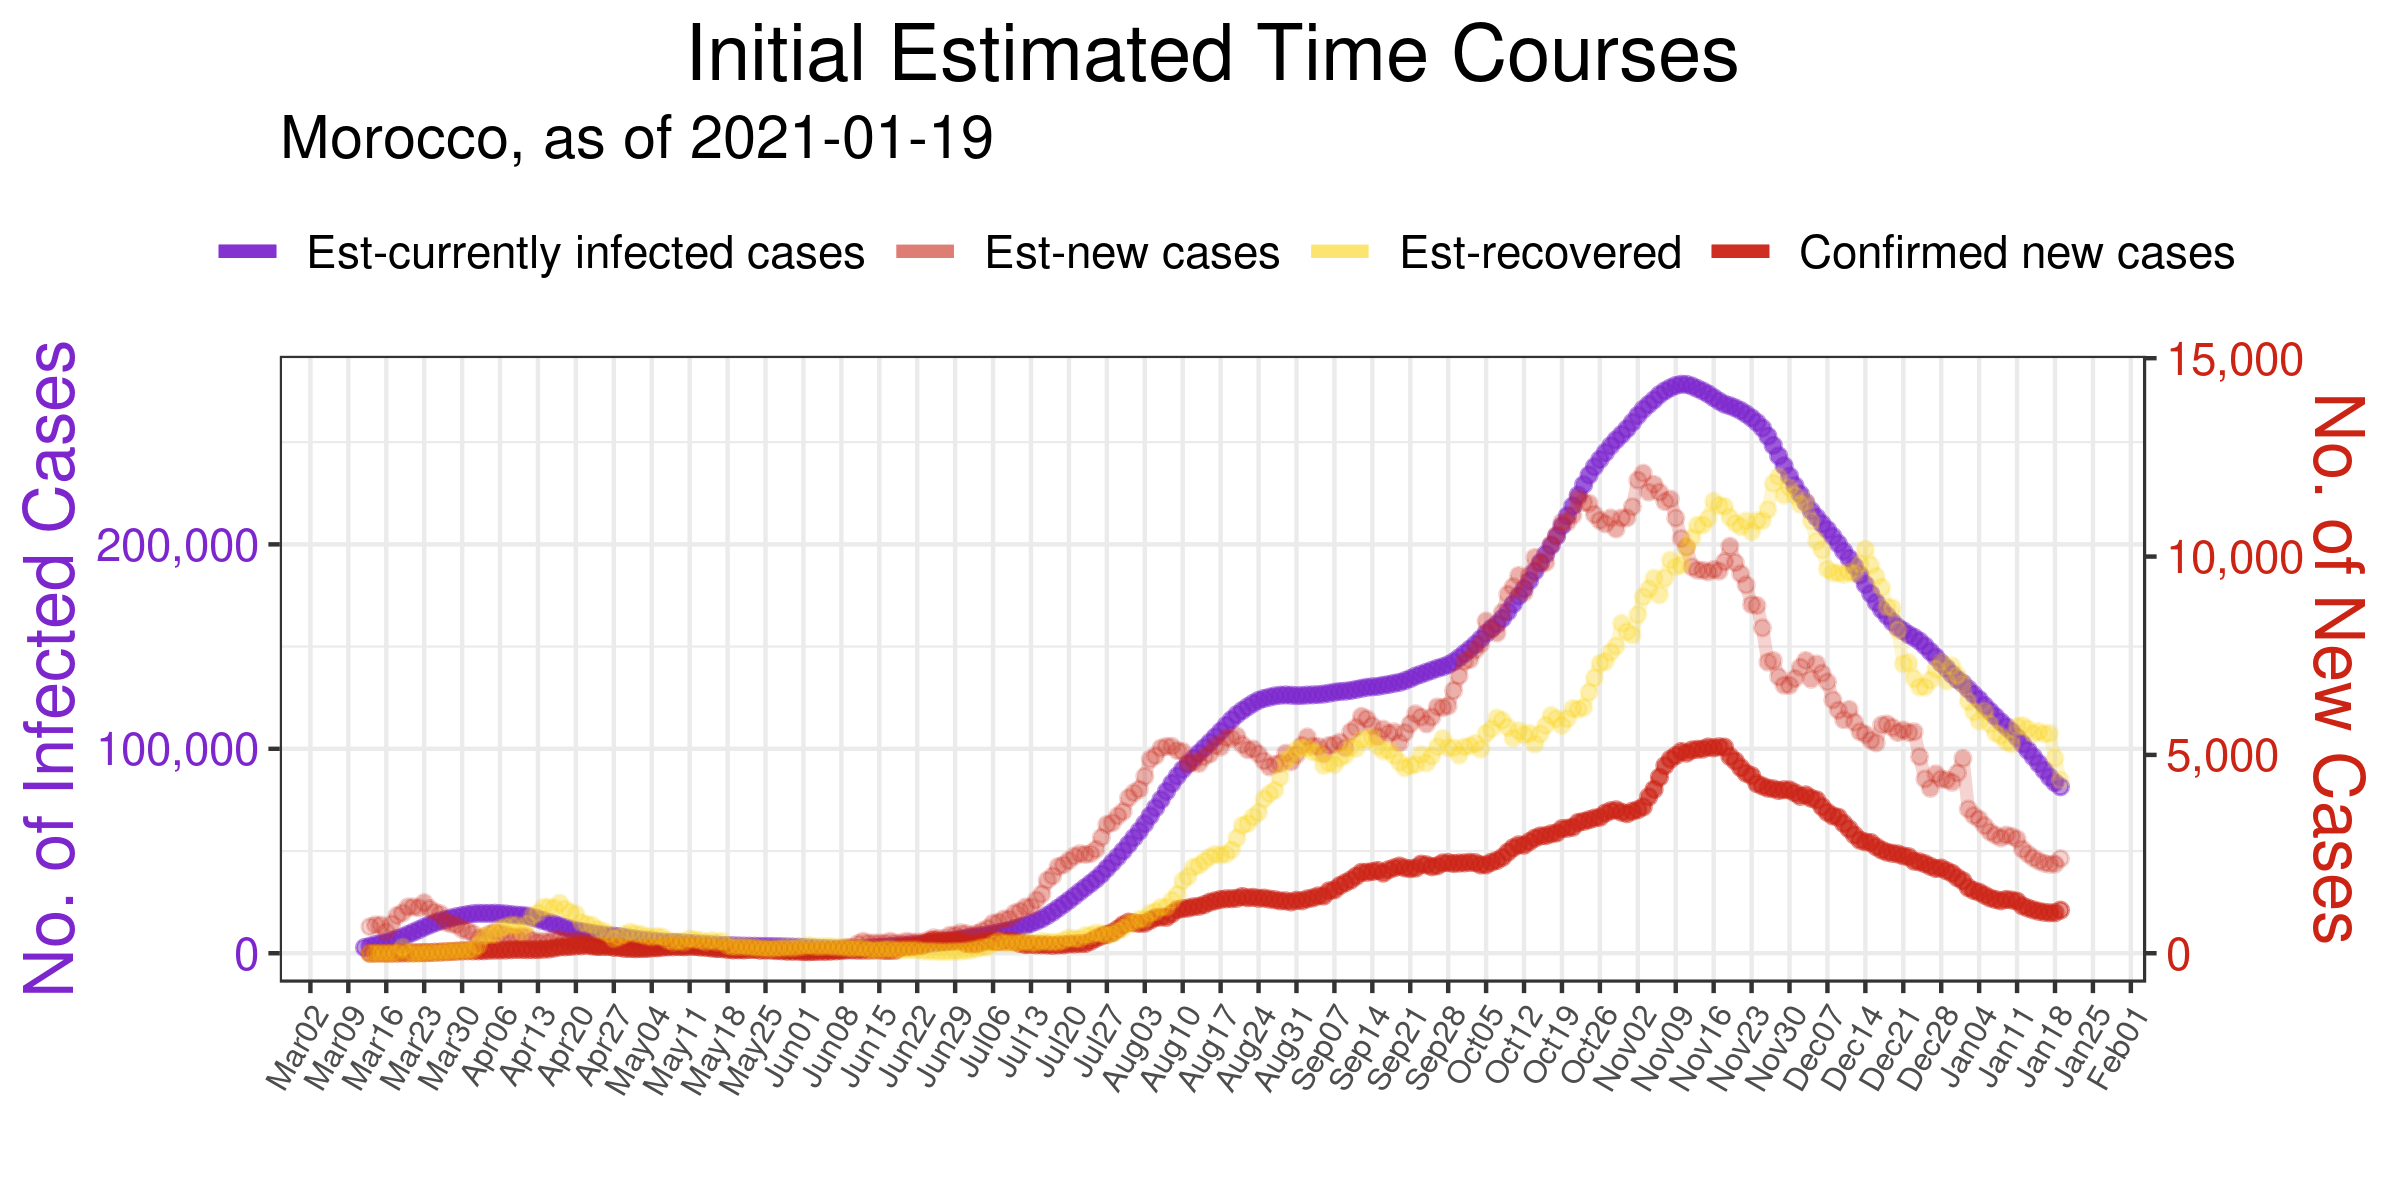 Initial Estimated Time Courses
Morocco, as of 2021-01-19
Est-currently infected cases Est-new cases Est-recovered Confirmed new cases
No. of Infected Cases
200,000
100,000
0
15,000
10,000
5,000
0
No. of New Cases
Mar02 Mar09 Mar16 Mar23 Mar30 Apr06 Apr13 Apr20 Apr27 May04 May11 May18 May25 Jun01 Jun08 Jun15 Jun22 Jun29 Jul06 Jul13 Jul20 Jul27 Aug03 Aug10 Aug17 Aug24 Aug31 Sep07 Sep14 Sep21 Sep28 Oct05 Oct12 Oct19 Oct26 Nov02 Nov09 Nov16 Nov23 Nov30 Dec07 Dec14 Dec21 Dec28 Jan04 Jan11 Jan18 Jan25 Feb01